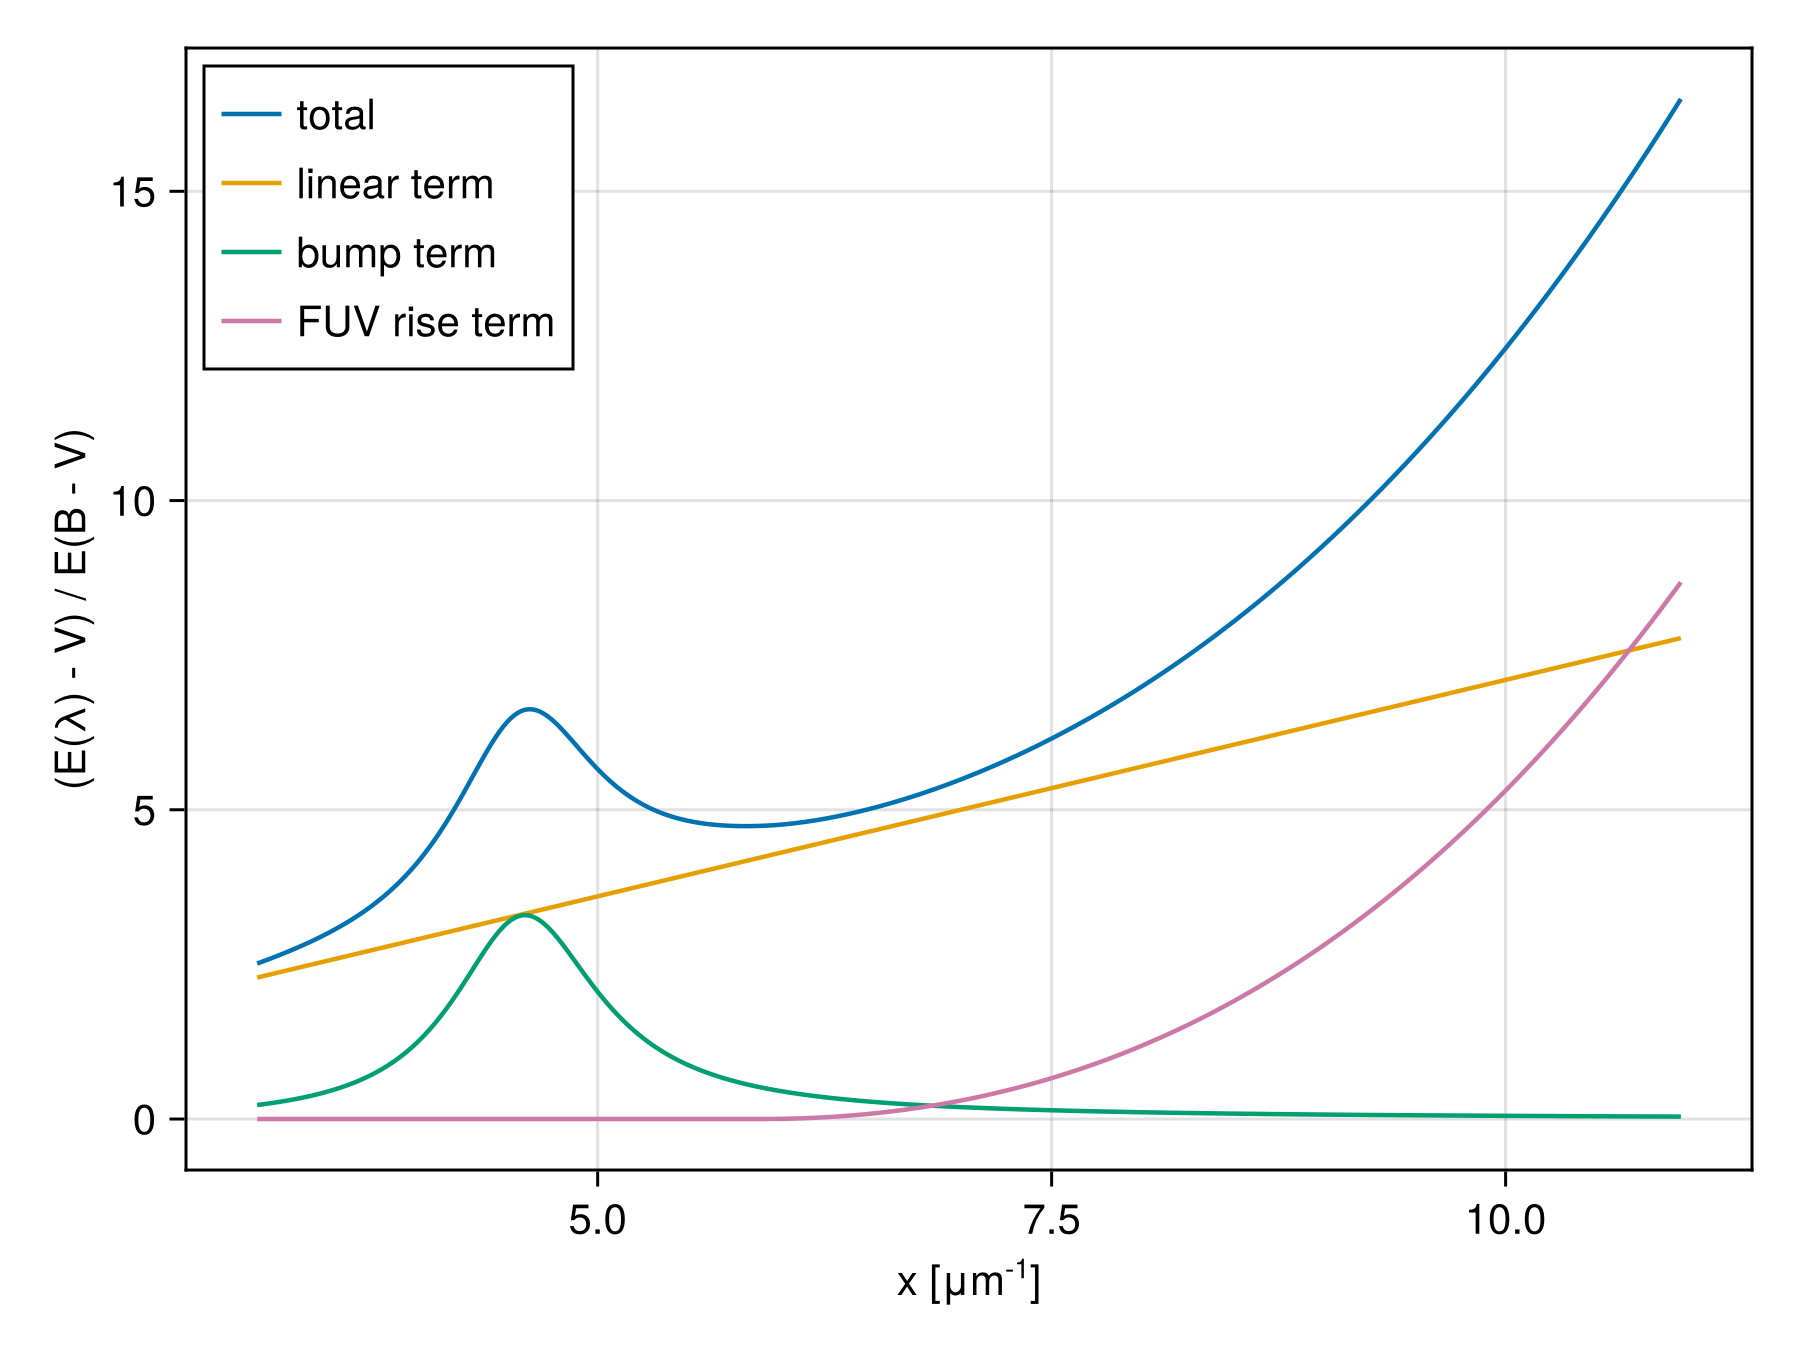 total
linear term
bump term
FUV rise term
15
10
5
0
(E(λ) - V) / E(B - V)
5.0 7.5 10.0
x [μm⁻¹]